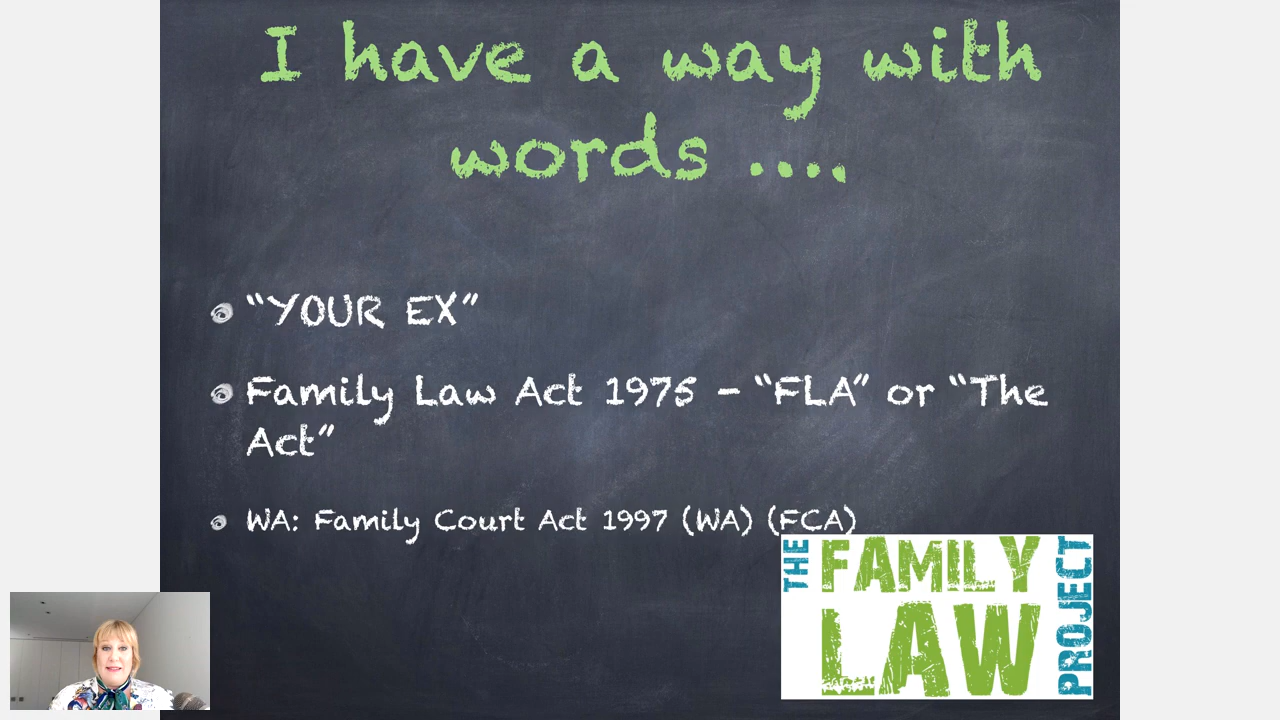 I have a way with
words ....
“YOUR EX”
Family Law Act 1975 - “FLA” or “The
Act”
WA: Family Court Act 1997 (WA) (FCA)
THE
FAMILY
LAW
PROJECT